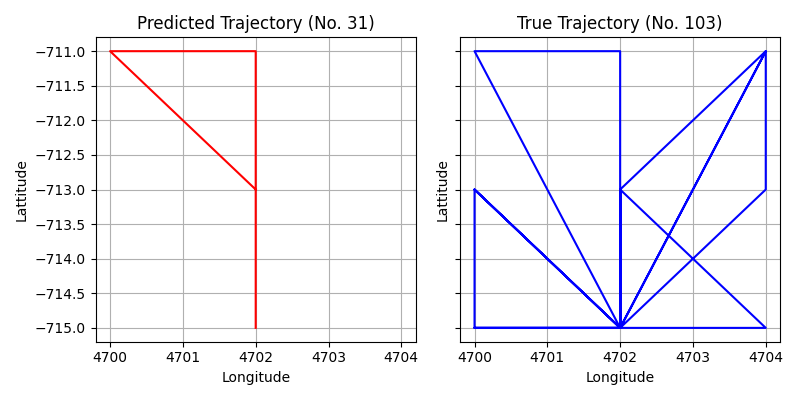 Predicted Trajectory (No. 31)
Lattitude
−711.0
−711.5
−712.0
−712.5
−713.0
−713.5
−714.0
−714.5
−715.0
4700 4701 4702 4703 4704
Longitude
True Trajectory (No. 103)
Lattitude
4700 4701 4702 4703 4704
Longitude